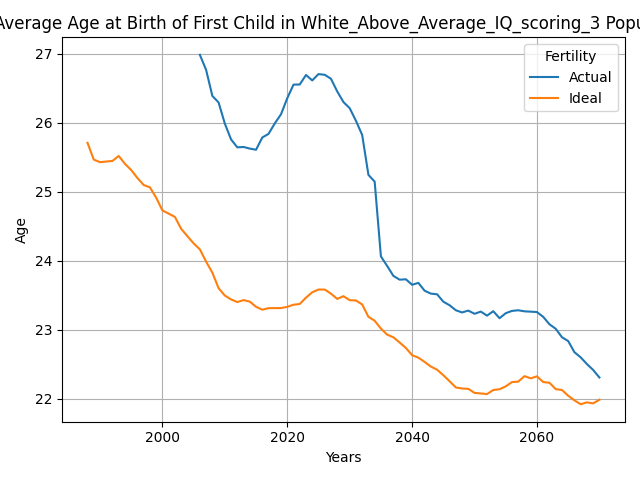 Average Age at Birth of First Child in White_Above_Average_IQ_scoring_3
Fertility
Actual
Ideal
27
26
25
24
23
22
Age
2000
2020
2040
2060
Years